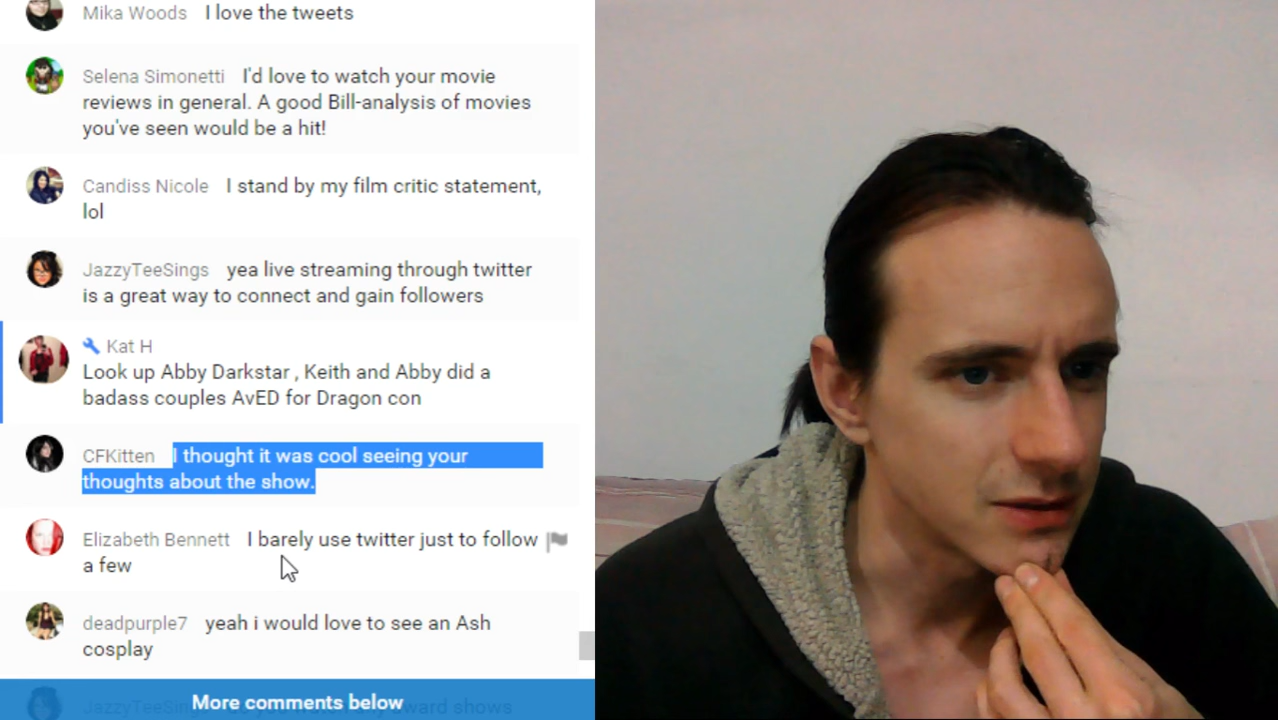 Mika Woods I love the tweets
Selena Simonetti I'd love to watch your movie
reviews in general. A good Bill-analysis of movies
you've seen would be a hit!
Candiss Nicole I stand by my film critic statement,
lol
JazzyTeeSings yea live streaming through twitter
is a great way to connect and gain followers
Kat H
Look up Abby Darkstar , Keith and Abby did a
badass couples AvED for Dragon con
CFKitten I thought it was cool seeing your
thoughts about the show.
Elizabeth Bennett I barely use twitter just to follow
a few
deadpurple7 yeah i would love to see an Ash
cosplay
More comments below